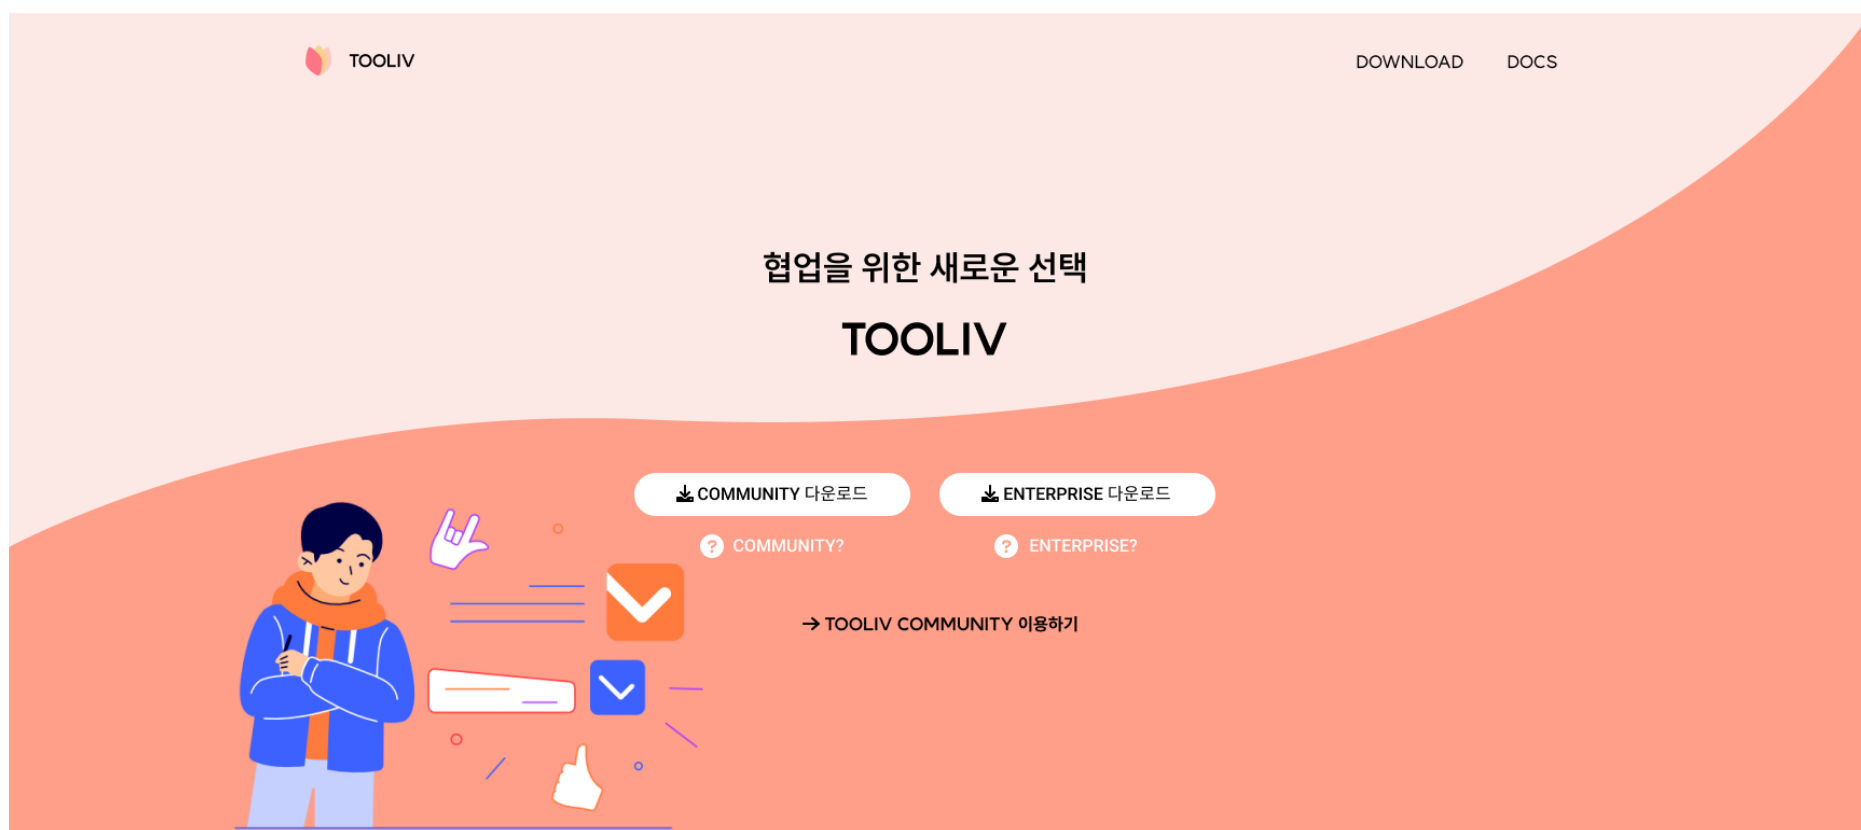 TOOLIV
DOWNLOAD DOCS
협업을 위한 새로운 선택
TOOLIV
COMMUNITY 다운로드
ENTERPRISE 다운로드
? COMMUNITY?
? ENTERPRISE?
→ TOOLIV COMMUNITY 이용하기